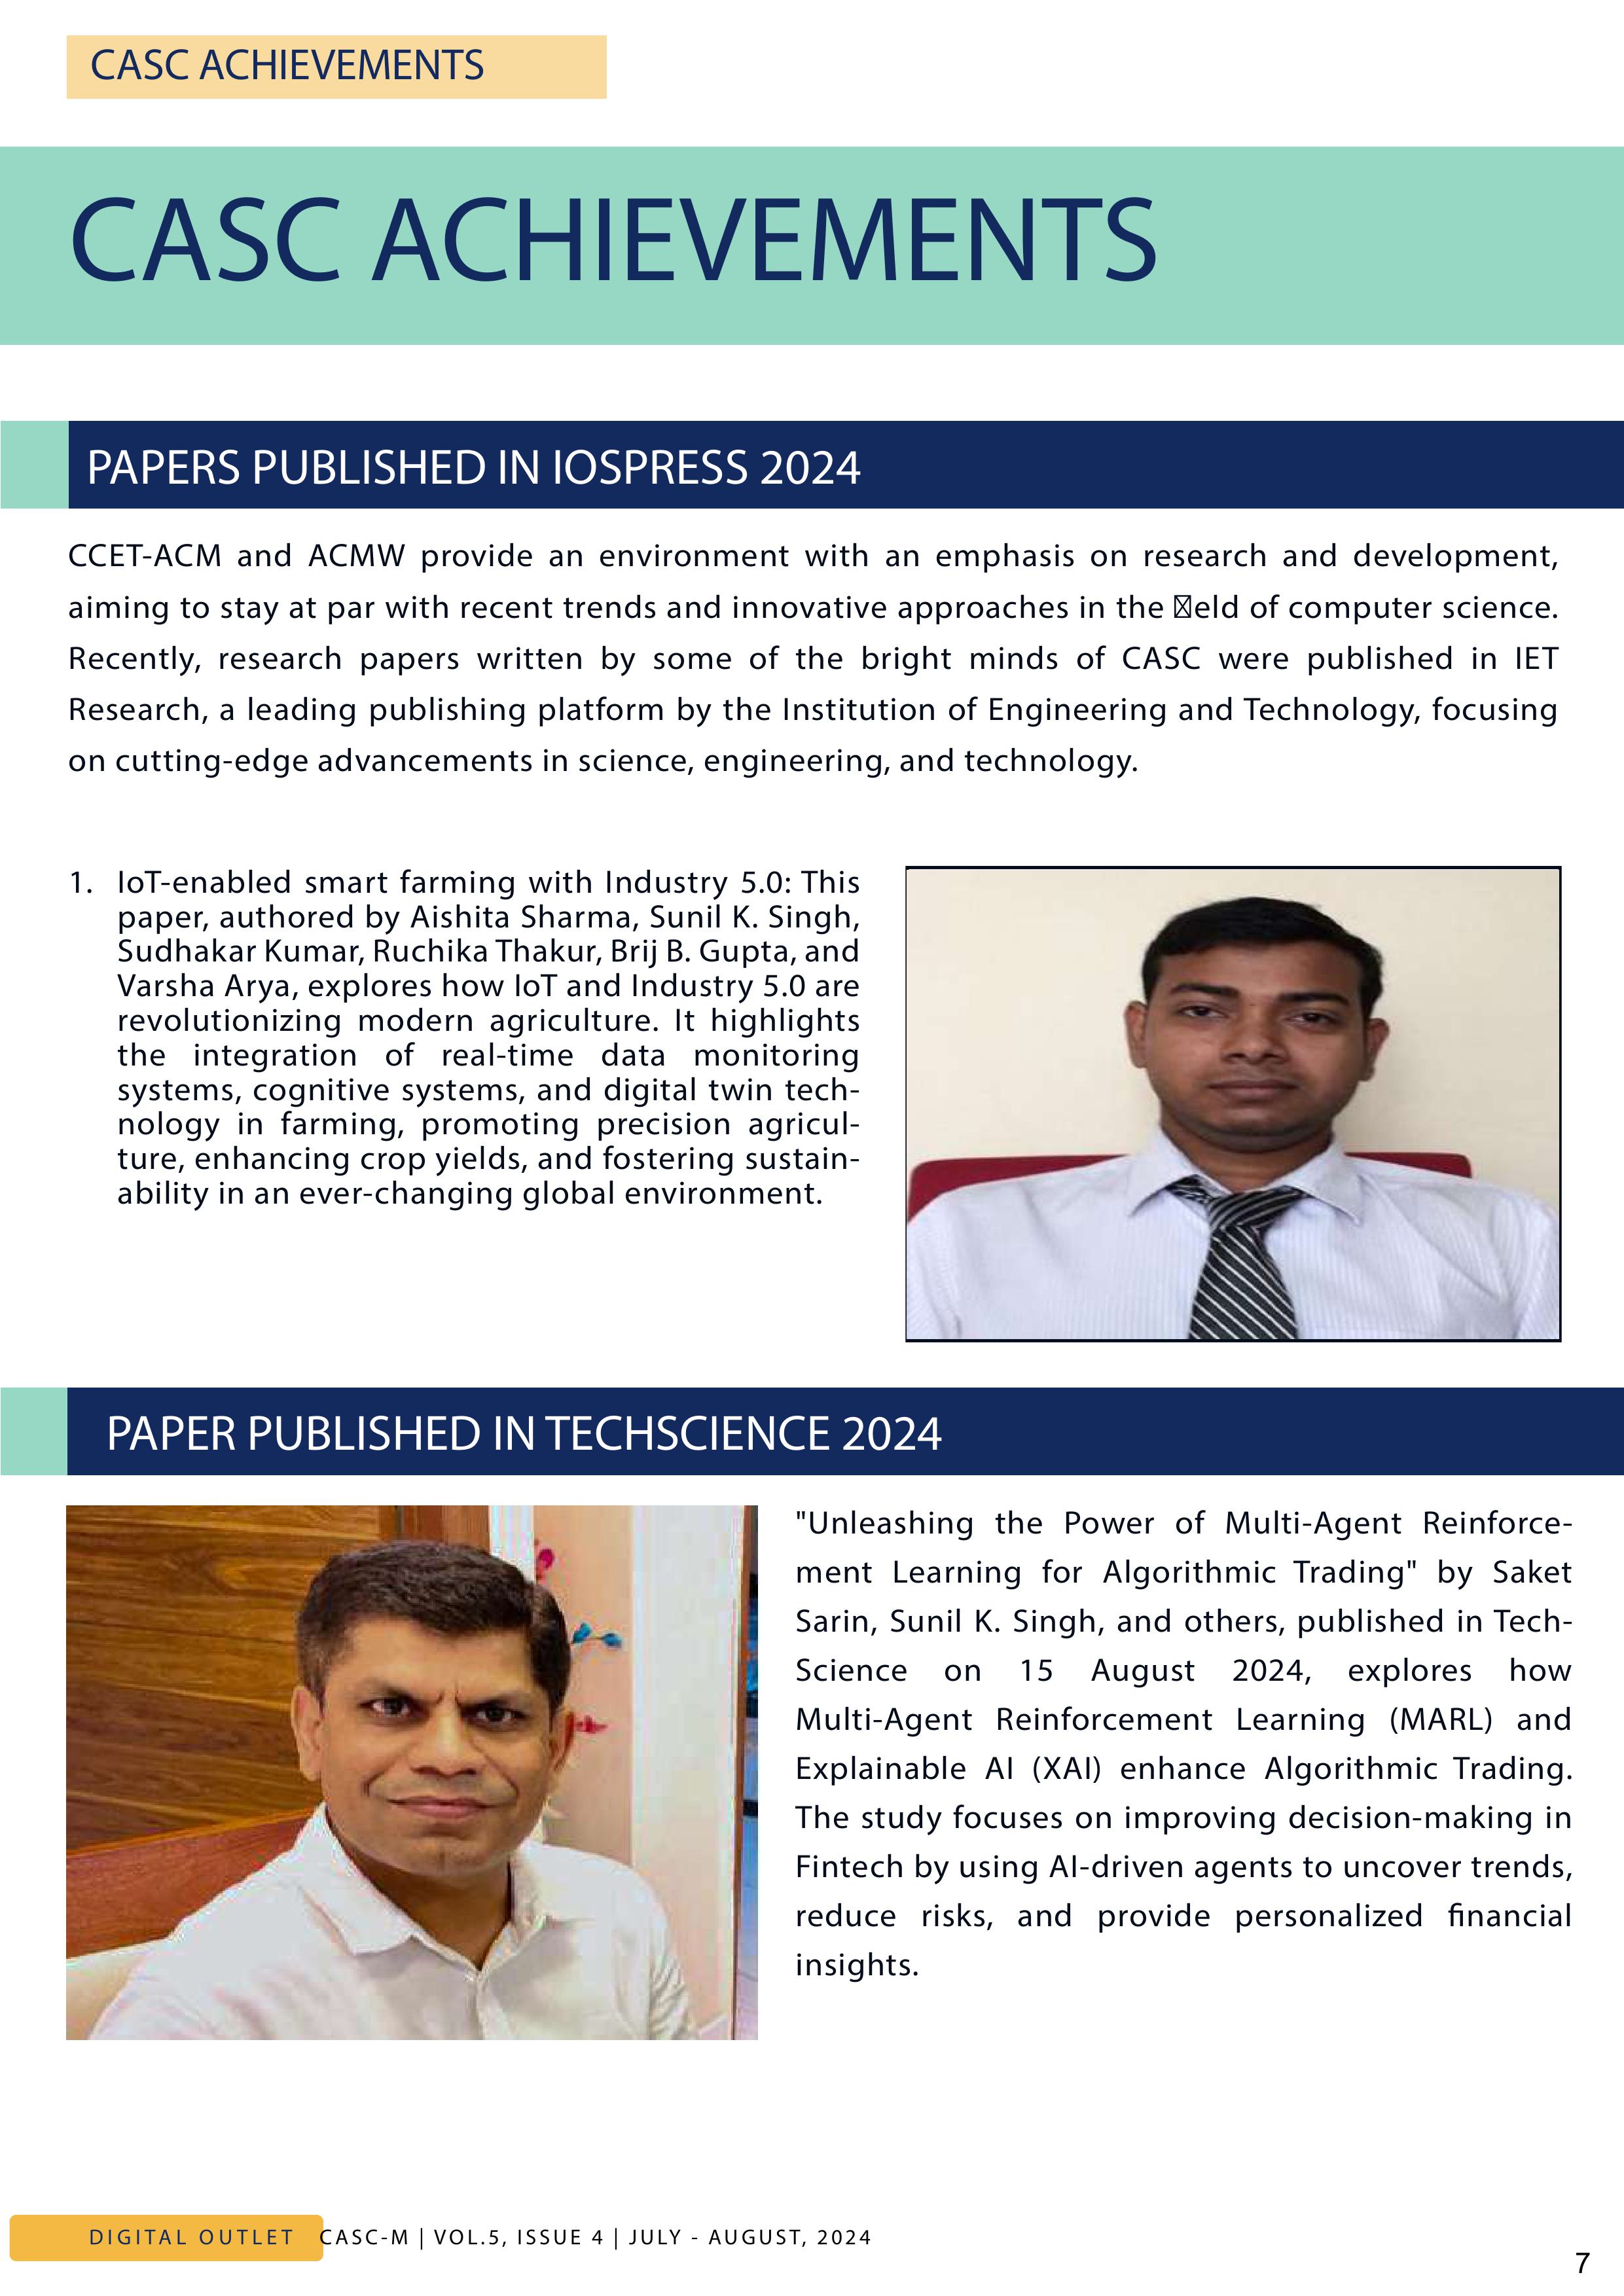 CASC ACHIEVEMENTS
CASC ACHIEVEMENTS
PAPERS PUBLISHED IN IOSPRESS 2024
CCET-ACM and ACMW provide an environment with an emphasis on research and development,
aiming to stay at par with recent trends and innovative approaches in the eld of computer science.
Recently, research papers written by some of the bright minds of CASC were published in IET
Research, a leading publishing platform by the Institution of Engineering and Technology, focusing
on cutting-edge advancements in science, engineering, and technology.
1. IoT-enabled smart farming with Industry 5.0: This
paper, authored by Aishita Sharma, Sunil K. Singh,
Sudhakar Kumar, Ruchika Thakur, Brij B. Gupta, and
Varsha Arya, explores how IoT and Industry 5.0 are
revolutionizing modern agriculture. It highlights
the integration of real-time data monitoring
systems, cognitive systems, and digital twin tech-
nology in farming, promoting precision agricul-
ture, enhancing crop yields, and fostering sustain-
ability in an ever-changing global environment.
PAPER PUBLISHED IN TECHSCIENCE 2024
"Unleashing the Power of Multi-Agent Reinforce-
ment Learning for Algorithmic Trading" by Saket
Sarin, Sunil K. Singh, and others, published in Tech-
Science on 15 August 2024, explores how
Multi-Agent Reinforcement Learning (MARL) and
Explainable AI (XAI) enhance Algorithmic Trading.
The study focuses on improving decision-making in
Fintech by using AI-driven agents to uncover trends,
reduce risks, and provide personalized financial
insights.
DIGITAL OUTLET CASC-M | VOL.5, ISSUE 4 | JULY - AUGUST, 2024
7